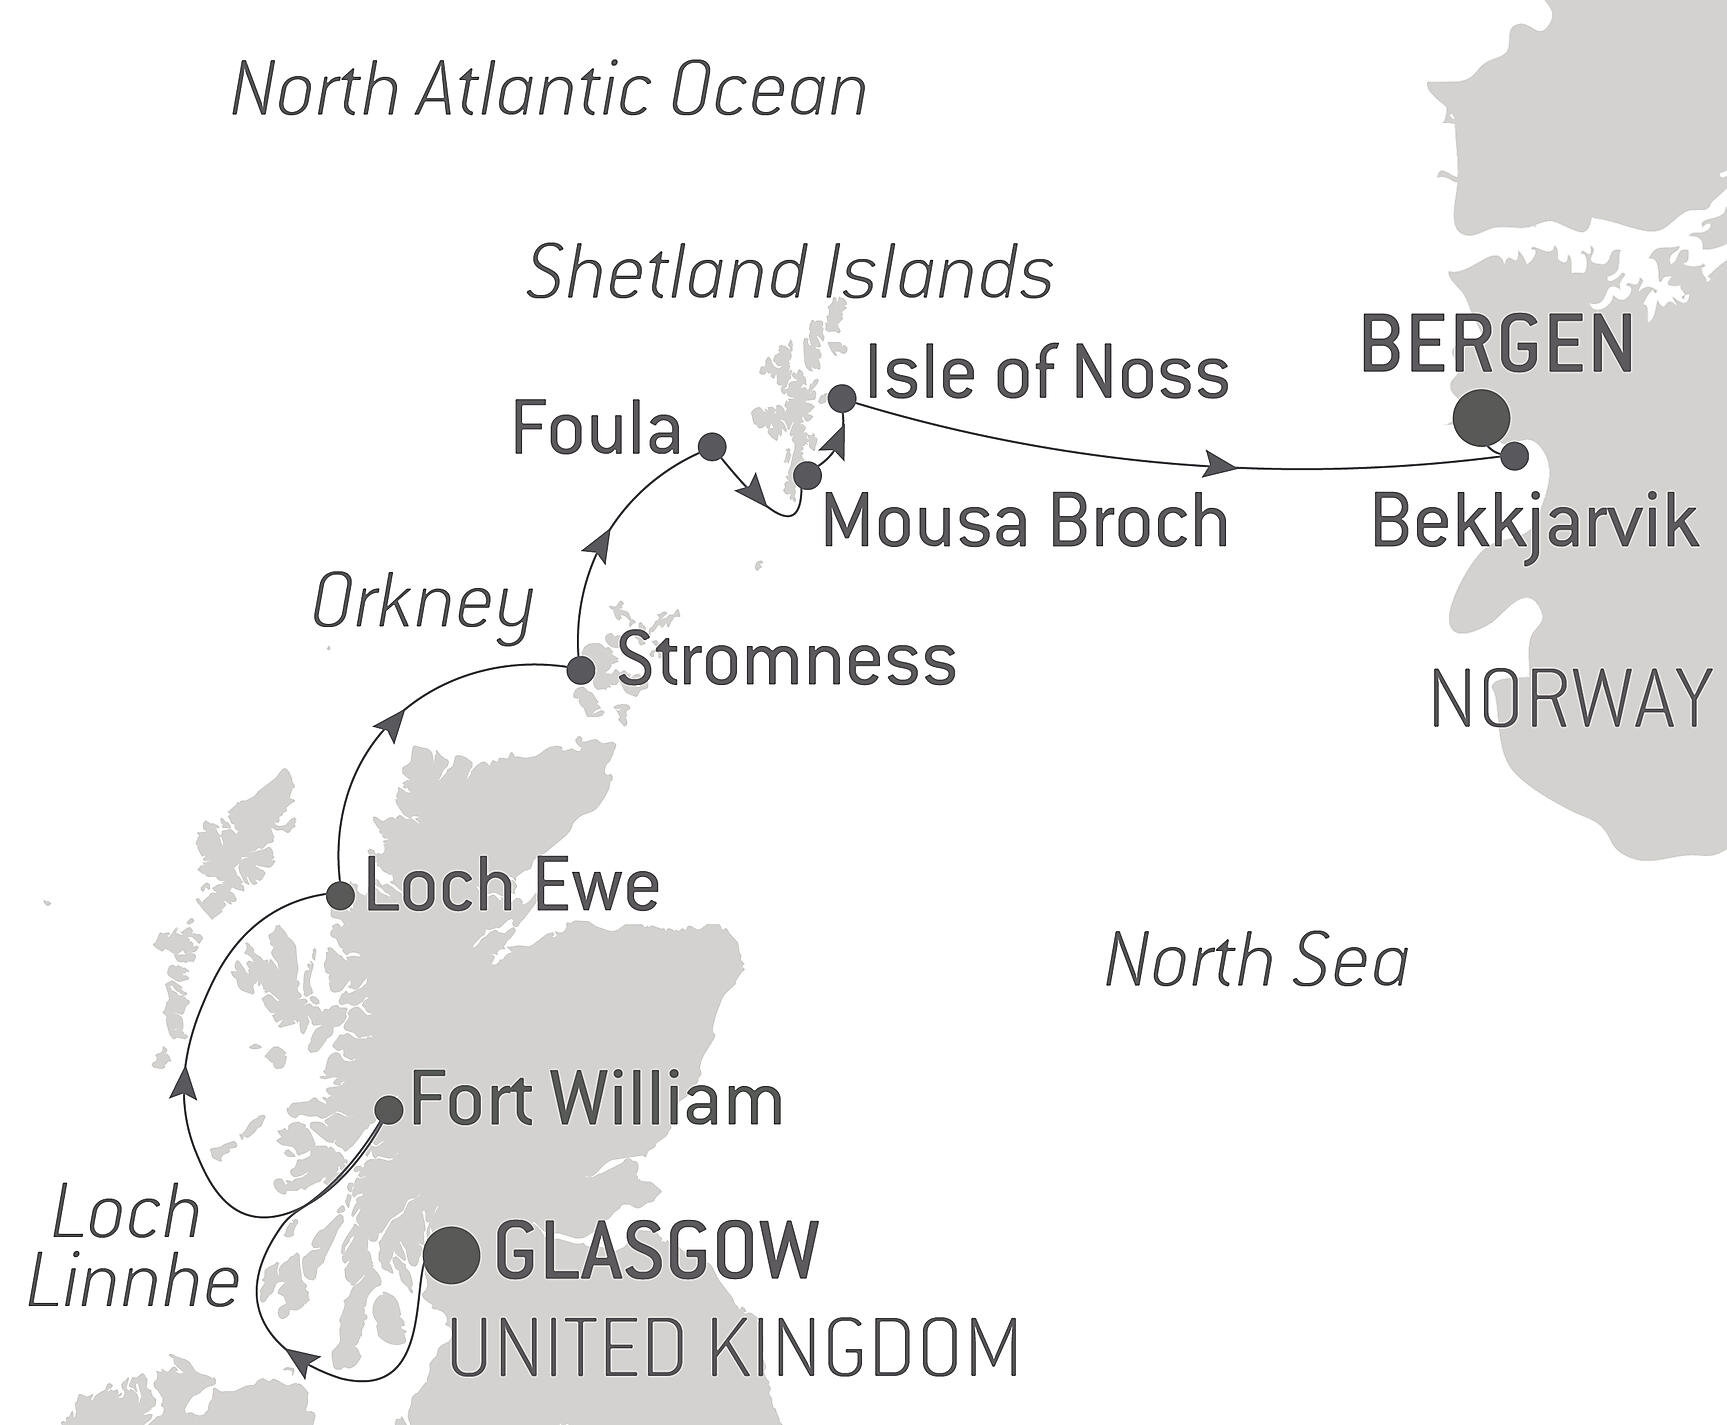 North Atlantic Ocean
Shetland Islands
BERGEN
Isle of Noss
Foula
Mousa Broch
Bekkjarvik
Orkney
Stromness
NORWAY
Loch Ewe
North Sea
Fort William
Loch
Linnhe
GLASGOW
UNITED KINGDOM